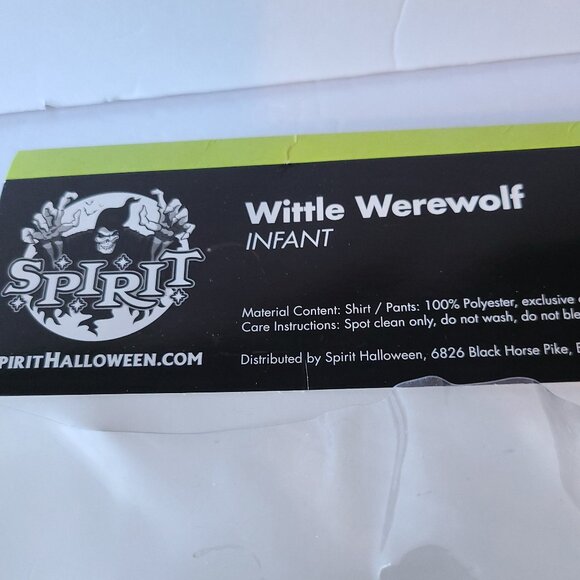 SPIRIT
PIRITHALLOWEEN.COM
Wittle Werewolf
INFANT
Material Content: Shirt / Pants: 100% Polyester, exclusive
Care Instructions: Spot clean only, do not wash, do not ble
Distributed by Spirit Halloween, 6826 Black Horse Pike, E